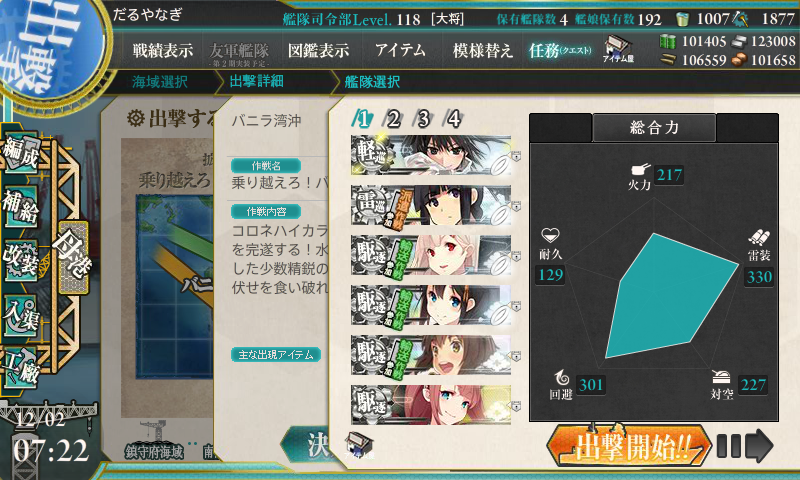 だるやなぎ
艦隊司令部Level. 118 [大将]
保有艦隊数 4 艦娘保有数 192
1007
1877
出撃
戦績表示
友軍艦隊
-第2期実装予定-
図鑑表示
アイテム
模様替え
任務(クエスト)
アイテム屋
101405
123008
106559
101658
海域選択
出撃詳細
艦隊選択
編成
補給
改装
入渠
工廠
母港
出撃する
乗り越えろ
バニ
バニラ湾沖
作戦名
乗り越えろ!バ
作戦内容
コロネハイカラ
を完遂する!水
した少数精鋭の
伏せを食い破れ
主な出現アイテム
1 2 3 4
軽巡
雷巡
駆逐
輸送作戦
駆逐
輸送作戦
参加
駆逐
輸送作戦
駆逐
総合力
火力 217
耐久
129
雷装
330
回避 301
対空 227
12/02
07:22
鎮守府海域
南
決
出撃開始!!